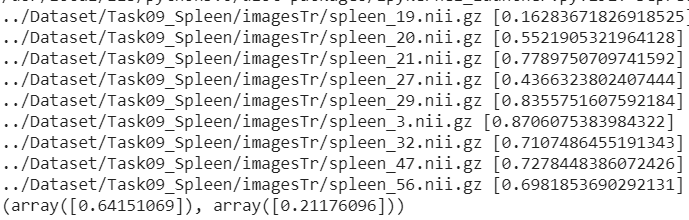 ../Dataset/Task09_Spleen/imagesTr/spleen_19.nii.gz [0.16283671826918525]
../Dataset/Task09_Spleen/imagesTr/spleen_20.nii.gz [0.5521905321964128]
../Dataset/Task09_Spleen/imagesTr/spleen_21.nii.gz [0.7789750709741592]
../Dataset/Task09_Spleen/imagesTr/spleen_27.nii.gz [0.4366323802407444]
../Dataset/Task09_Spleen/imagesTr/spleen_29.nii.gz [0.8355751607592184]
../Dataset/Task09_Spleen/imagesTr/spleen_3.nii.gz [0.8706075383984322]
../Dataset/Task09_Spleen/imagesTr/spleen_32.nii.gz [0.7107486455191343]
../Dataset/Task09_Spleen/imagesTr/spleen_47.nii.gz [0.7278448386072426]
../Dataset/Task09_Spleen/imagesTr/spleen_56.nii.gz [0.6981853690292131]
(array([0.64151069]), array([0.21176096]))